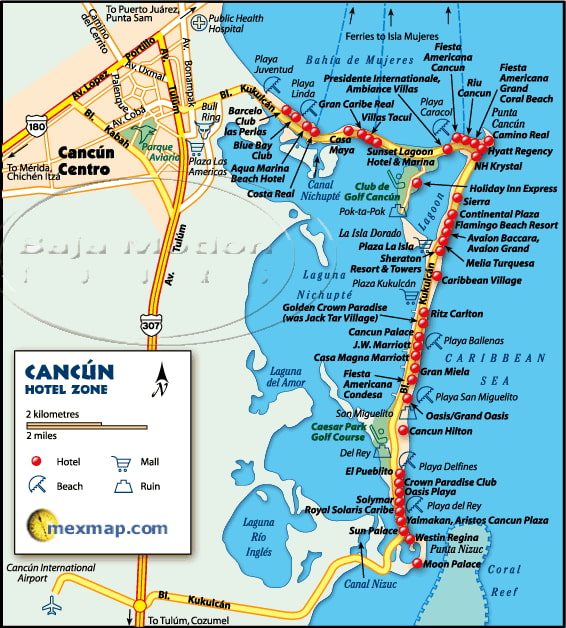 To Puerto Juárez,
Punta Sam
Camino
del Cerrito
Public Health
Hospital
Ferries to Isla Mujeres
Bahía de Mujeres
Av. López
Portillo
Av. Uxmal
Av.
Bonampak
Palenque
Av. Tulúm
Av. Cobá
Bl. Kukulcán
Bl. Kabah
180
To Mérida,
Chichén Itza
Cancún
Centro
Parque
Aviario
Bull
Ring
Plaza Las
Americas
Playa
Juventud
Playa
Linda
Barcelo
Club
las Perlas
Blue Bay
Club
Aqua Marina
Beach Hotel
Costa Real
Canal
Nichupté
Casa
Maya
Gran Caribe Real
Villas Tacul
Presidente Internationale,
Ambiance Villas
Sunset Lagoon
Hotel & Marina
Playa
Caracol
Fiesta
Americana
Cancun
Riu
Cancun
Fiesta
Americana
Grand
Coral Beach
Punta
Cancún
Camino Real
Hyatt Regency
NH Krystal
Holiday Inn Express
Club de
Golf Cancún
Pok-ta-Pok
Lagoon
Sierra
Continental Plaza
Flamingo Beach Resort
Avalon Baccara,
Avalon Grand
Melia Turquesa
La Isla Dorado
Plaza La Isla
Sheraton
Resort & Towers
Plaza Kukulcán
Caribbean Village
Baja Modon
Laguna
Nichupté
Av. Tulúm
307
Bl. Kukulcán
Golden Crown Paradise
(was Jack Tar Village)
Ritz Carlton
Cancun Palace
J.W. Marriott
Casa Magna Marriott
Playa Ballenas
CARIBBEAN
SEA
Gran Miela
Fiesta
Americana
Condesa
Playa San Miguelito
San Miguelito
Oasis/Grand Oasis
Caesar Park
Golf Course
Cancun Hilton
Del Rey
Playa Delfines
El Pueblito
Crown Paradise Club
Oasis Playa
Solymar
Playa del Rey
Royal Solaris Caribe
Yalmakan, Aristos Cancun Plaza
Sun Palace
Westin Regina
Punta Nizuc
Moon Palace
Canal Nizuc
Coral
Reef
Laguna
del Amor
Laguna
Río
Inglés
CANCÚN
HOTEL ZONE
2 kilometres
2 miles
Hotel
Mall
Beach
Ruin
mexmap.com
Cancún International
Airport
Bl. Kukulcán
To Tulúm, Cozumel